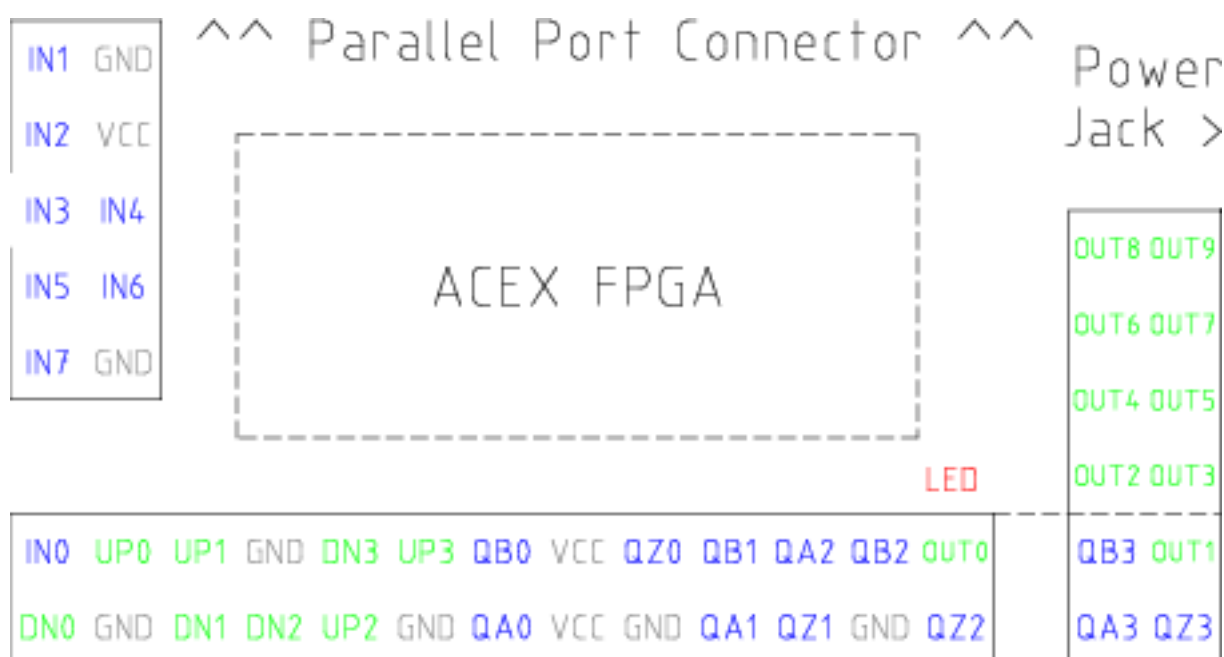 ^^ Parallel Port Connector ^^
Power
Jack >
IN1 GND
IN2 VCC
IN3 IN4
IN5 IN6
IN7 GND
ACEX FPGA
OUT8 OUT9
OUT6 OUT7
OUT4 OUT5
OUT2 OUT3
LED
IN0 UP0 UP1 GND DN3 UP3 QB0 VCC QZ0 QB1 QA2 QB2 OUT0
DN0 GND DN1 DN2 UP2 GND QA0 VCC GND QA1 QZ1 GND QZ2
QB3 OUT1
QA3 QZ3